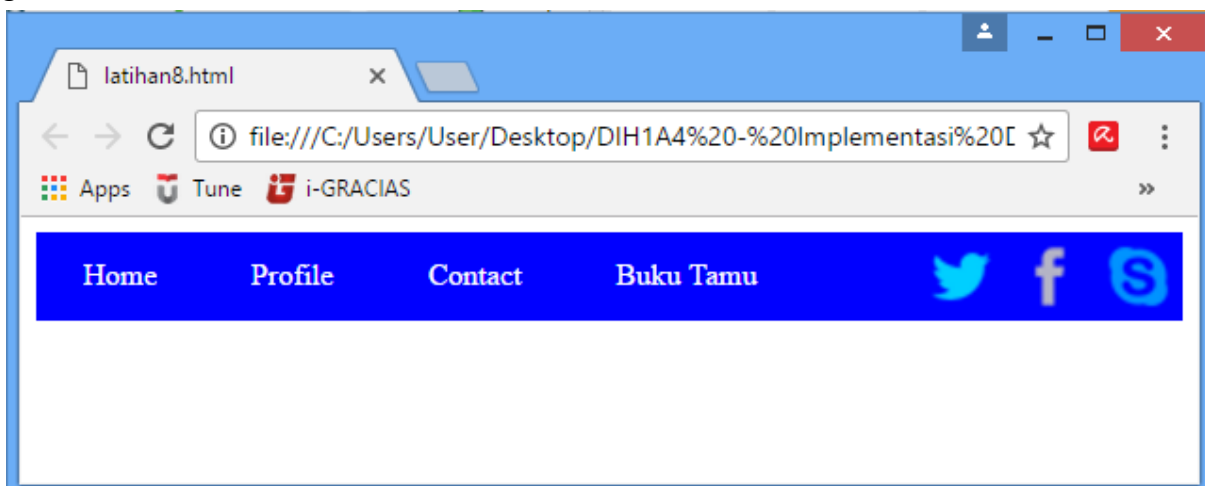 latihan8.html
file:///C:/Users/User/Desktop/DIH1A4%20-%20Implementasi%20D
Apps Tune i-GRACIAS »
Home Profile Contact Buku Tamu